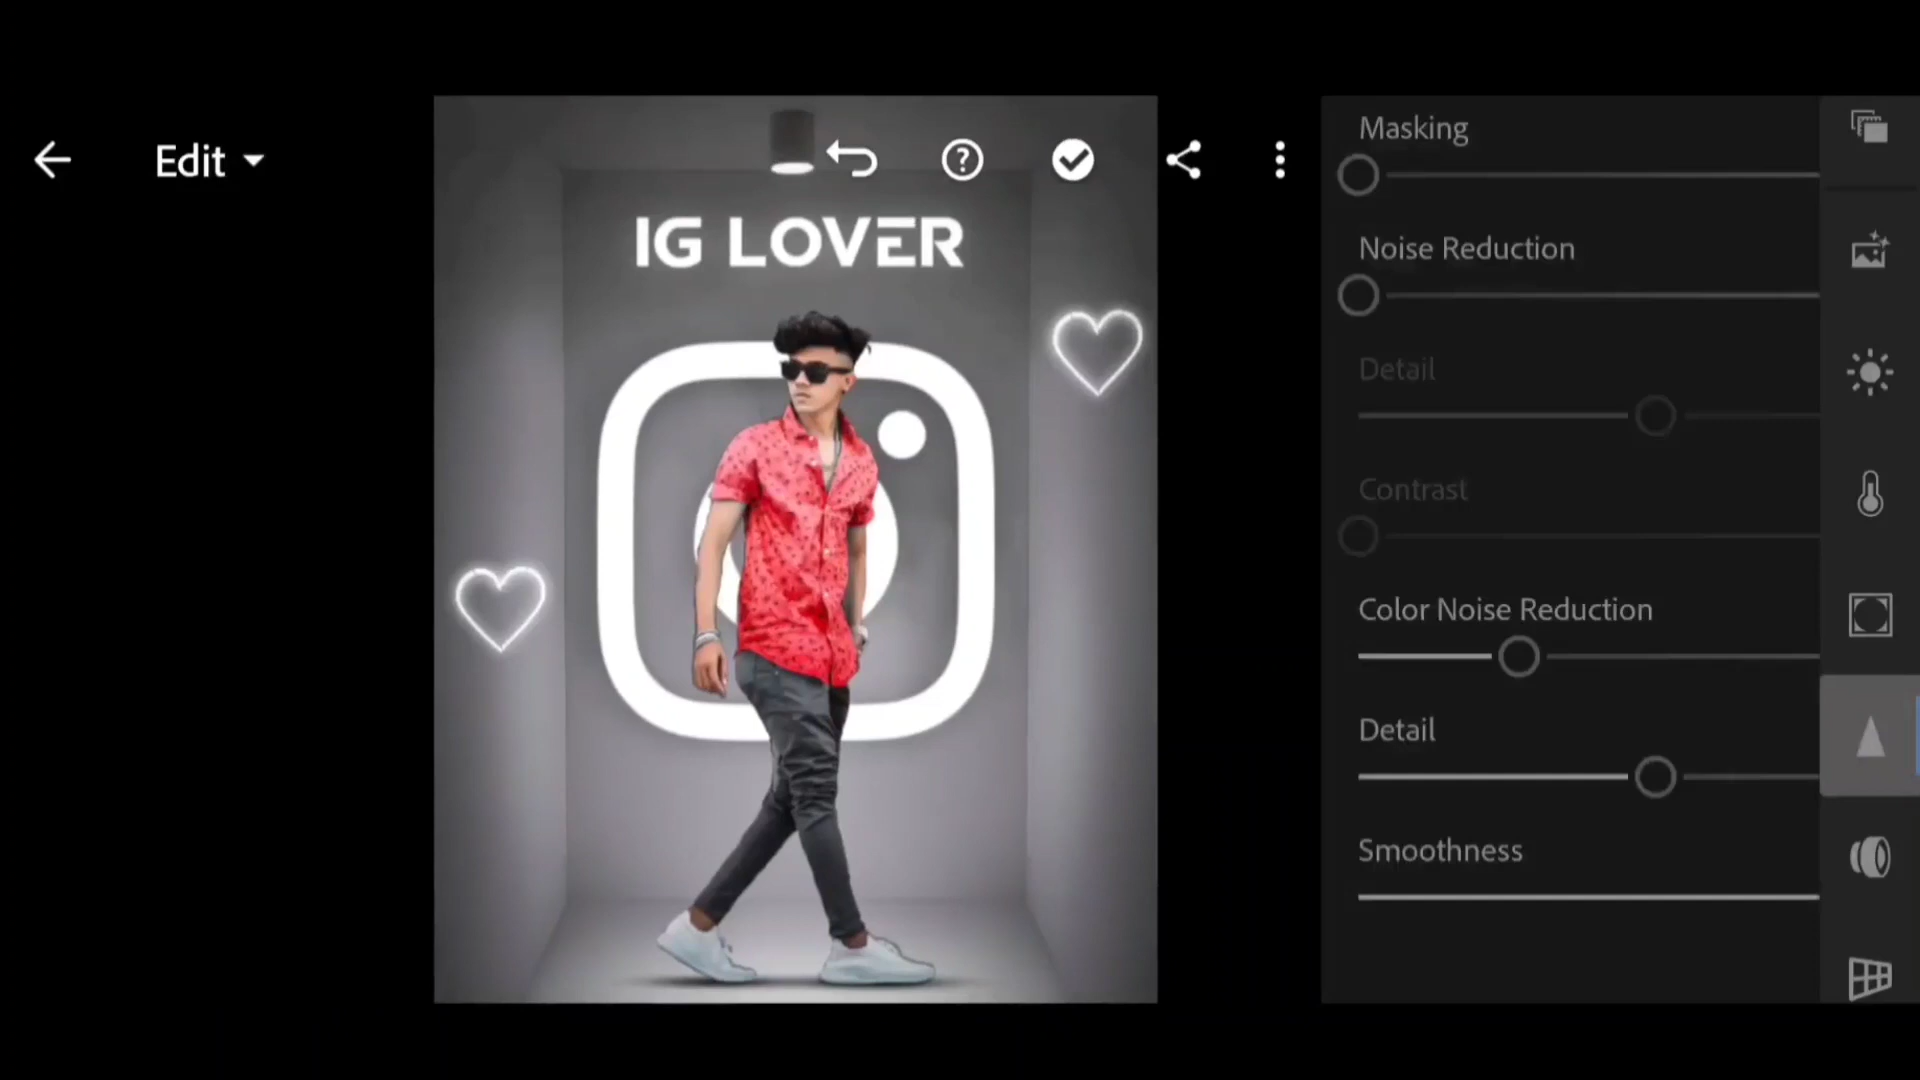 Edit
IG LOVER
Masking
Noise Reduction
Detail
Contrast
Color Noise Reduction
Detail
Smoothness